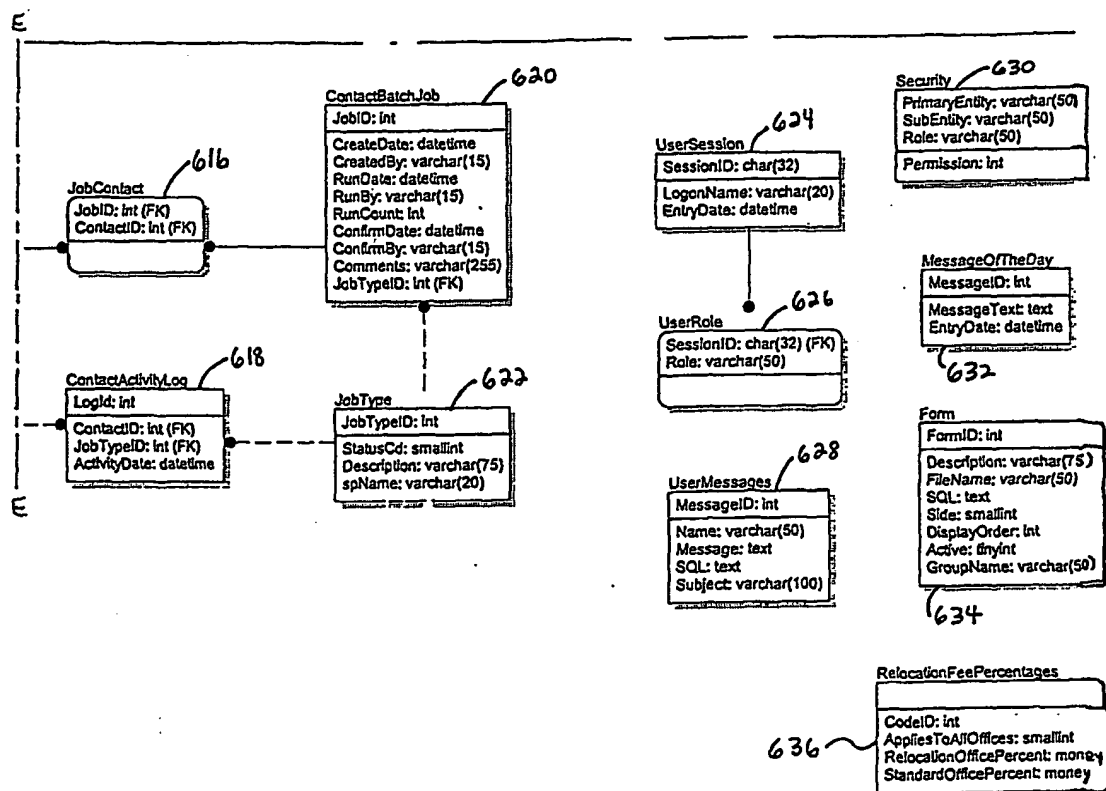 E
620
ContactBatchJob
JobID: int
CreateDate: datetime
CreatedBy: varchar(15)
RunDate: datetime
RunBy: varchar(15)
RunCount: int
ConfirmDate: datetime
ConfirmBy: varchar(15)
Comments: varchar(255)
JobTypeID: int (FK)
616
JobContact
JobID: int (FK)
ContactID: int (FK)
618
ContactActivityLog
LogId: int
ContactID: int (FK)
JobTypeID: int (FK)
ActivityDate: datetime
E
622
JobType
JobTypeID: int
StatusCd: smallint
Description: varchar(75)
spName: varchar(20)
624
UserSession
SessionID: char(32)
LogonName: varchar(20)
EntryDate: datetime
626
UserRole
SessionID: char(32) (FK)
Role: varchar(50)
628
UserMessages
MessageID: int
Name: varchar(50)
Message: text
SQL: text
Subject: varchar(100)
630
Security
PrimaryEntity: varchar(50)
SubEntity: varchar(50)
Role: varchar(50)
Permission: int
MessageOfTheDay
MessageID: int
MessageText: text
EntryDate: datetime
632
Form
FormID: int
Description: varchar(75)
FileName: varchar(50)
SQL: text
Side: smallint
DisplayOrder: int
Active: tinyint
GroupName: varchar(50)
634
RelocationFeePercentages
CodeID: int
AppliesToAllOffices: smallint
RelocationOfficePercent: money
StandardOfficePercent: money
636